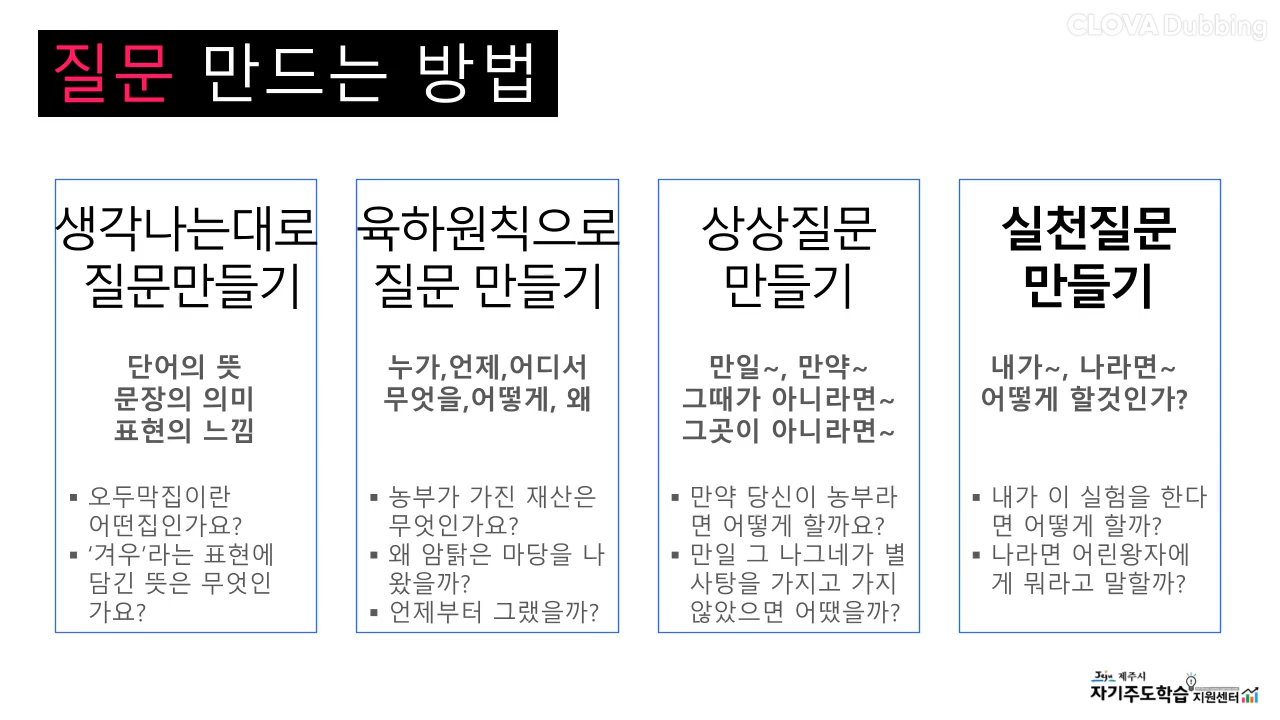 CLOVA Dubbing
질문 만드는 방법
생각나는대로
질문만들기
단어의 뜻
문장의 의미
표현의 느낌
▪ 오두막집이란
어떤집인가요?
▪ ‘겨우’라는 표현에
담긴 뜻은 무엇인
가요?
육하원칙으로
질문 만들기
누가,언제,어디서
무엇을,어떻게, 왜
▪ 농부가 가진 재산은
무엇인가요?
▪ 왜 암탉은 마당을 나
왔을까?
▪ 언제부터 그랬을까?
상상질문
만들기
만일~, 만약~
그때가 아니라면~
그곳이 아니라면~
▪ 만약 당신이 농부라
면 어떻게 할까요?
▪ 만일 그 나그네가 별
사탕을 가지고 가지
않았으면 어땠을까?
실천질문
만들기
내가~, 나라면~
어떻게 할것인가?
▪ 내가 이 실험을 한다
면 어떻게 할까?
▪ 나라면 어린왕자에
게 뭐라고 말할까?
Jeju 제주시
자기주도학습 지원센터